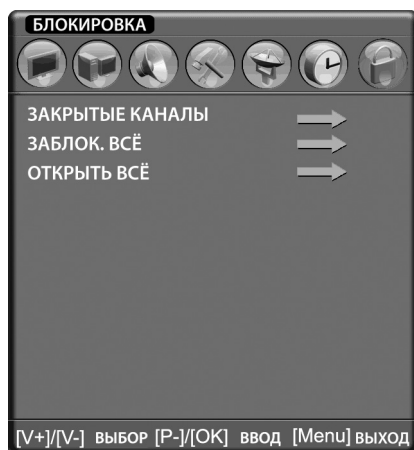 БЛОКИРОВКА
ЗАКРЫТЫЕ КАНАЛЫ
ЗАБЛОК. ВСЁ
ОТКРЫТЬ ВСЁ
[V+]/[V-] ВЫБОР [P-]/[OK] ВВОД [Menu] ВЫХОД